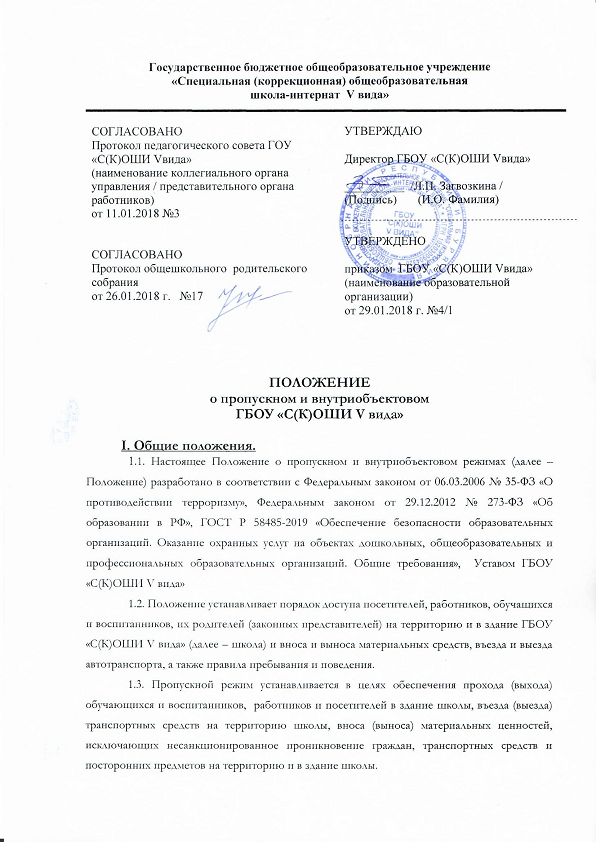 Государственное бюджетное общеобразовательное учреждение
«Специальная (коррекционная) общеобразовательная
школа-интернат V вида»
СОГЛАСОВАНО
Протокол педагогического совета ГОУ
«С(К)ОШИ Vвида»
(наименование коллегиального органа
управления / представительного органа
работников)
от 11.01.2018 №3
СОГЛАСОВАНО
Протокол общешкольного родительского
собрания
от 26.01.2018 г. №17
УТВЕРЖДАЮ
Директор ГБОУ «С(К)ОШИ Vвида»
/Л.П. Загвозкина /
(Подпись) (И.О. Фамилия)
ГБОУ
«С(К)ОШИ
V ВИДА»
УТВЕРЖДЕНО
приказом ГБОУ «С(К)ОШИ Vвида»
(наименование образовательной
организации)
от 29.01.2018 г. №4/1
ПОЛОЖЕНИЕ
о пропускном и внутриобъектовом
ГБОУ «С(К)ОШИ V вида»
I. Общие положения.
1.1. Настоящее Положение о пропускном и внутриобъектовом режимах (далее –
Положение) разработано в соответствии с Федеральным законом от 06.03.2006 № 35-ФЗ «О
противодействии терроризму», Федеральным законом от 29.12.2012 № 273-ФЗ «Об
образовании в РФ», ГОСТ Р 58485-2019 «Обеспечение безопасности образовательных
организаций. Оказание охранных услуг на объектах дошкольных, общеобразовательных и
профессиональных образовательных организаций. Общие требования», Уставом ГБОУ
«С(К)ОШИ V вида»
1.2. Положение устанавливает порядок доступа посетителей, работников, обучащихся
и воспитанников, их родителей (законных представителей) на территорию и в здание ГБОУ
«С(К)ОШИ V вида» (далее – школа) и вноса и выноса материальных средств, въезда и выезда
автотранспорта, а также правила пребывания и поведения.
1.3. Пропускной режим устанавливается в целях обеспечения прохода (выхода)
обучающихся и воспитанников, работников и посетителей в здание школы, въезда (выезда)
транспортных средств на территорию школы, вноса (выноса) материальных ценностей,
исключающих несанкционированное проникновение граждан, транспортных средств и
посторонних предметов на территорию и в здание школы.